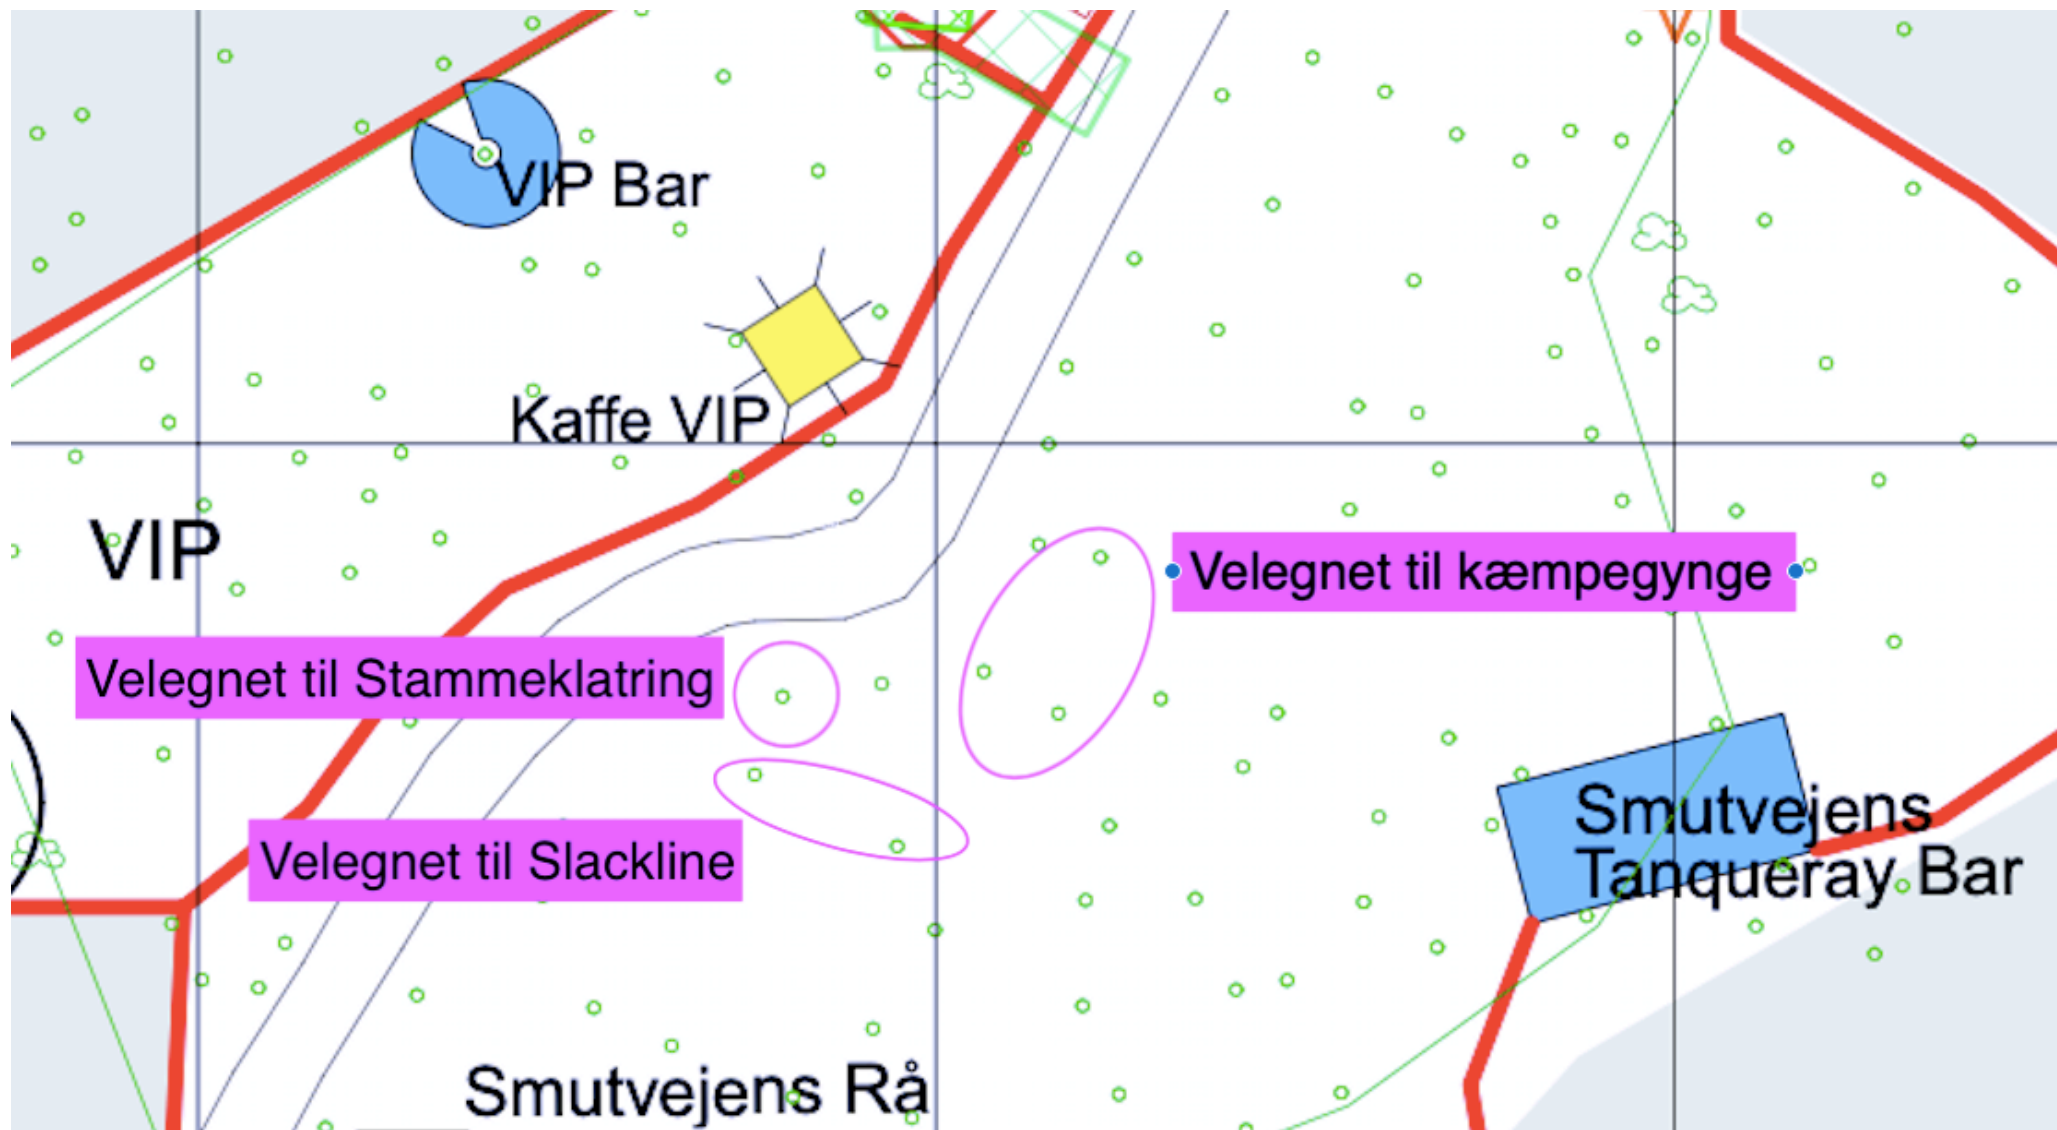 VIP Bar
Kaffe VIP
VIP
Velegnet til kæmpegynge
Velegnet til Stammeklatring
Velegnet til Slackline
Smutvejens
Tanqueray Bar
Smutvejens Rå